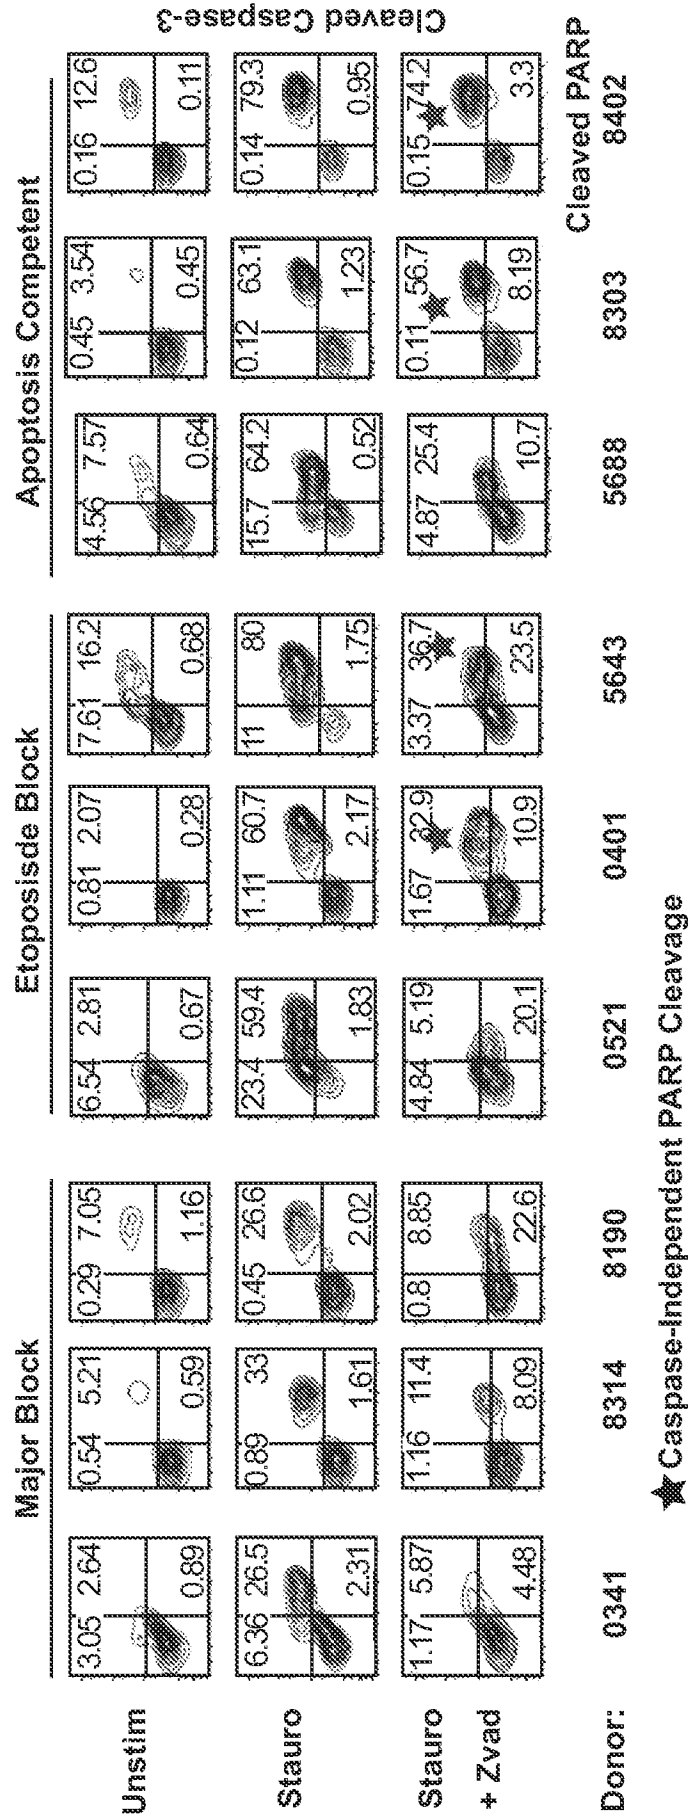 Major Block Etoposisde Block Apoptosis Competent
Unstim
3.05 2.64 0.54 5.21 0.29 7.05 6.54 2.81 0.81 2.07 7.61 16.2 4.56 7.57 0.45 3.54 0.16 12.6
0.89 0.59 1.16 0.67 0.28 0.68 0.64 0.45 0.11
Stauro
6.36 26.5 0.89 33 0.45 26.6 23.4 59.4 1.11 60.7 11 80 15.7 64.2 0.12 63.1 0.14 79.3
2.31 1.61 2.02 1.83 2.17 1.75 0.52 1.23 0.95
Stauro
+ Zvad
1.17 5.87 1.16 11.4 0.8 8.85 4.84 5.19 1.67 32.9 3.37 36.7 4.87 25.4 0.11 56.7 0.15 74.2
4.48 8.09 22.6 20.1 10.9 23.5 10.7 8.19 3.3
Cleaved Caspase-3
Cleaved PARP
Donor: 0341 8314 8190 0521 0401 5643 5688 8303 8402
★ Caspase-Independent PARP Cleavage